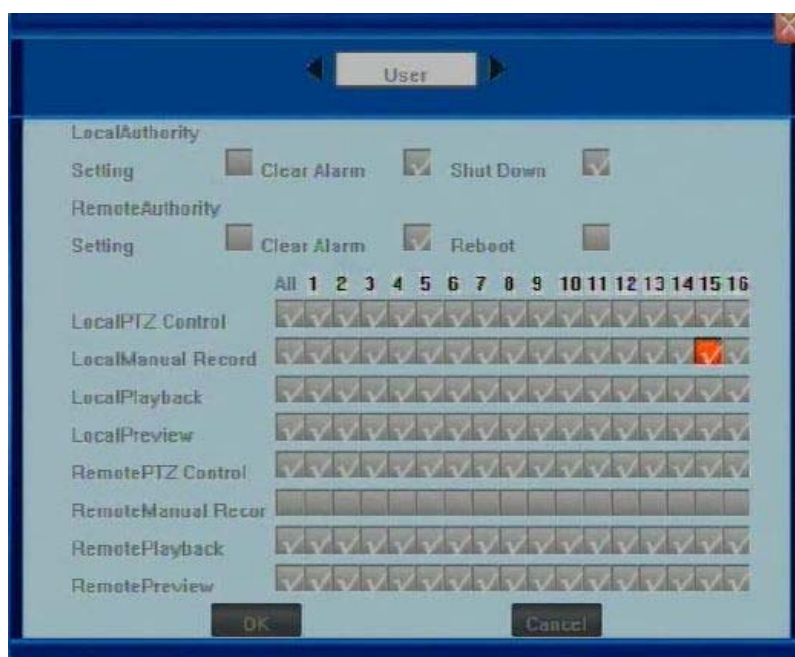 User
LocalAuthority
Setting Clear Alarm Shut Down
RemoteAuthority
Setting Clear Alarm Reboot
All 1 2 3 4 5 6 7 8 9 10 11 12 13 14 15 16
LocalPTZ Control
LocalManual Record
LocalPlayback
LocalPreview
RemotePTZ Control
RemoteManual Recor
RemotePlayback
RemotePreview
OK Cancel